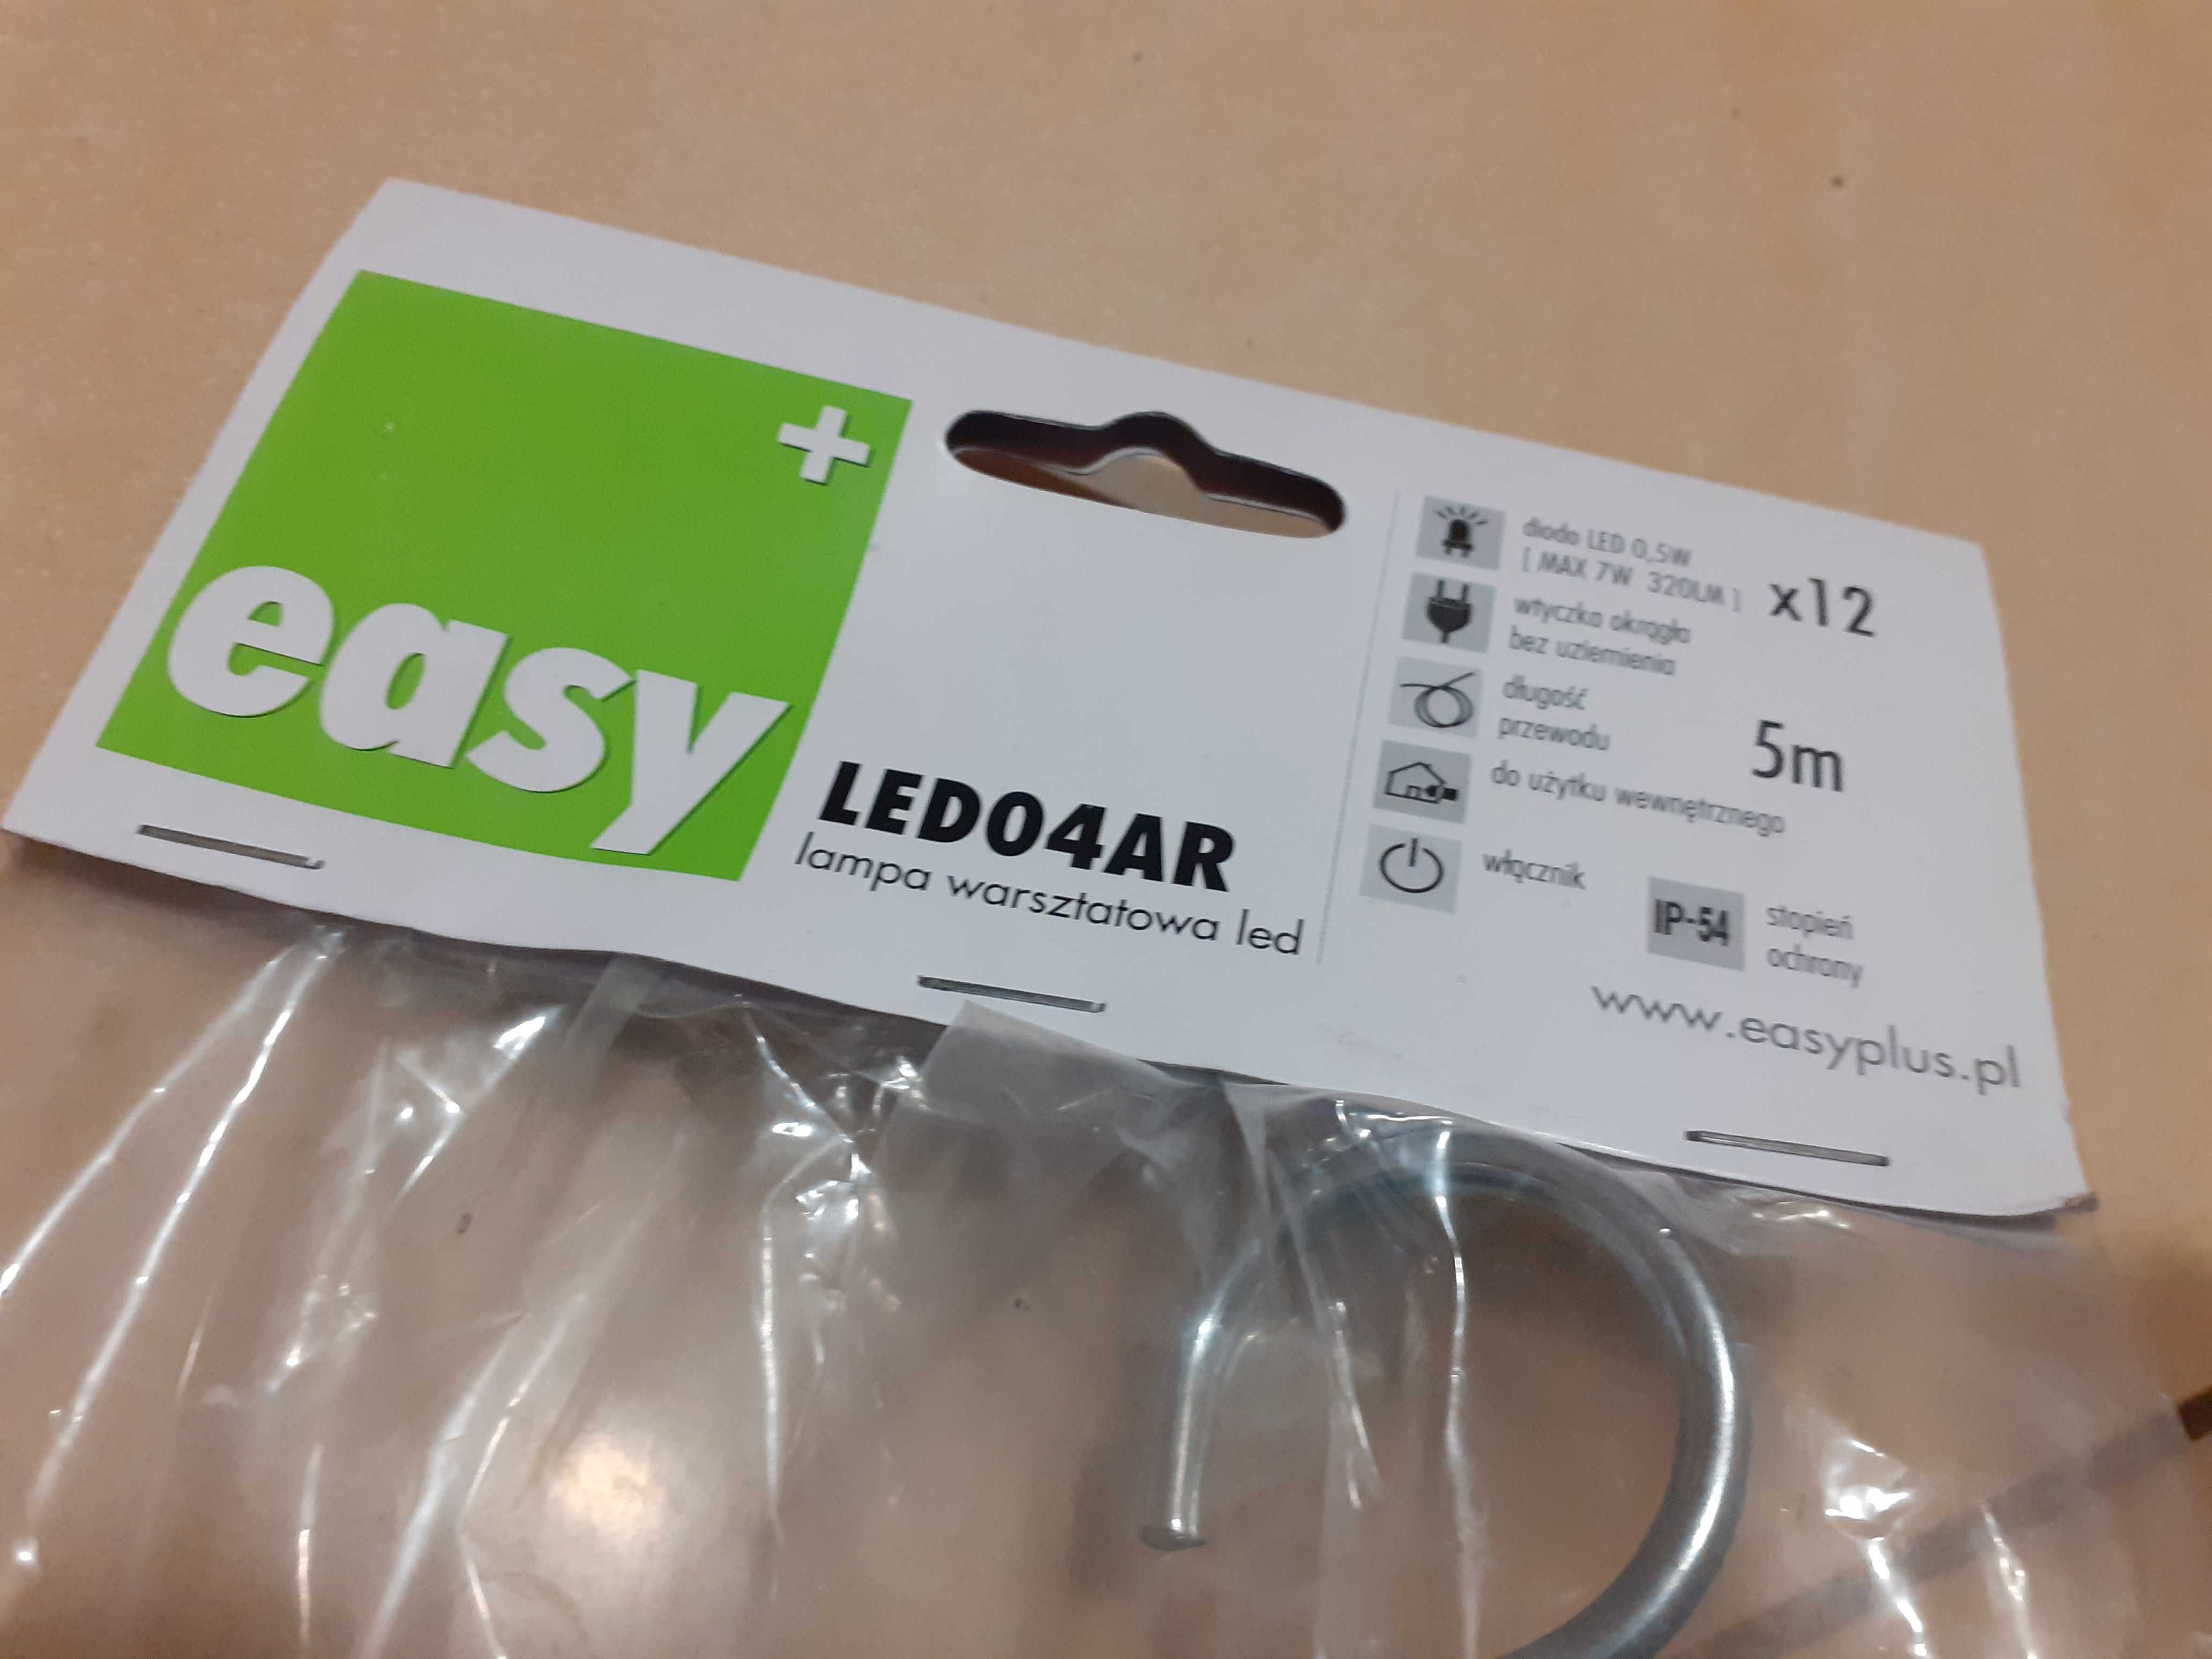 +
easy
LED04AR
lampa warsztatowa led
dioda LED 0,5W
[ MAX 7W 320LM ] x12
wtyczka okrągła
bez uziemienia
długość
przewodu 5m
do użytku wewnętrznego
włącznik
IP-54
stopień
ochrony
www.easyplus.pl